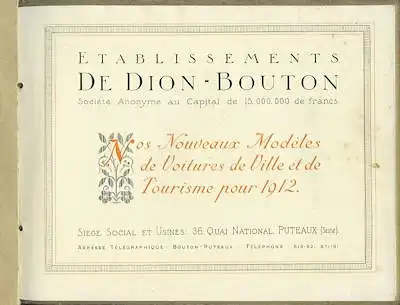 ETABLISSEMENTS
DE DION-BOUTON
Société Anonyme au Capital de 15.000.000 de francs.
Nos Nouveaux Modèles
de Voitures de Ville et de
Tourisme pour 1912.
SIEGE SOCIAL ET USINES: 36, QUAI NATIONAL, PUTEAUX (Seine).
ADRESSE TÉLÉGRAPHIQUE: BOUTON-PUTEAUX - TÉLÉPHONE